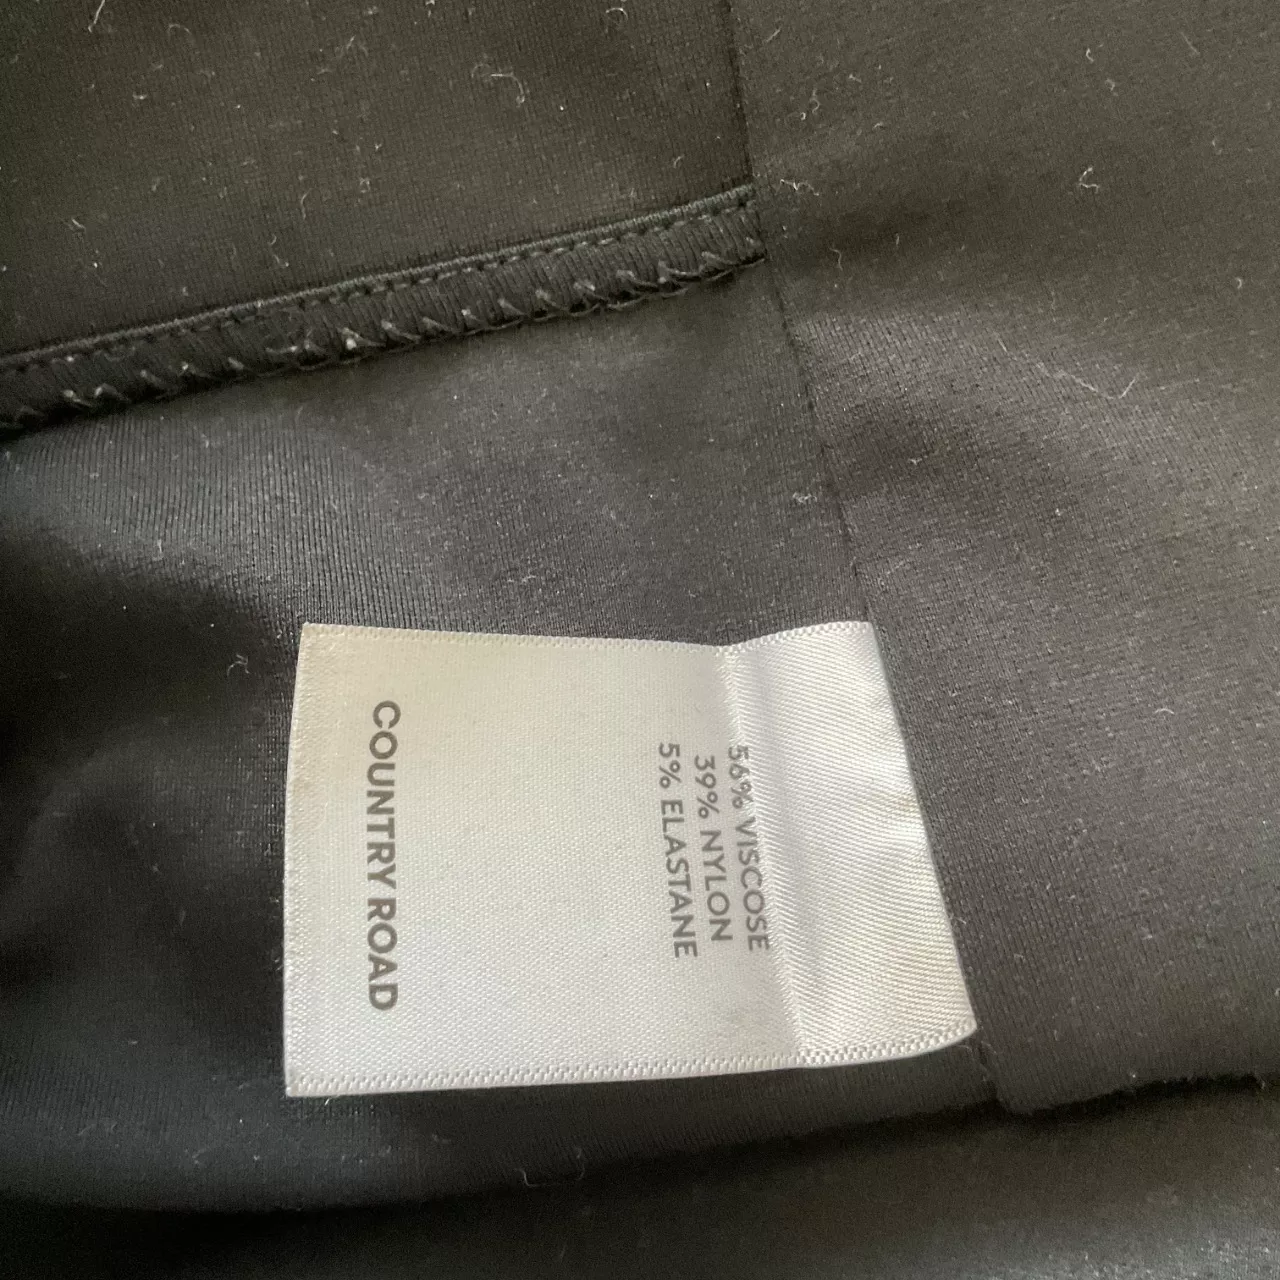 56% VISCOSE
39% NYLON
5% ELASTANE
COUNTRY ROAD